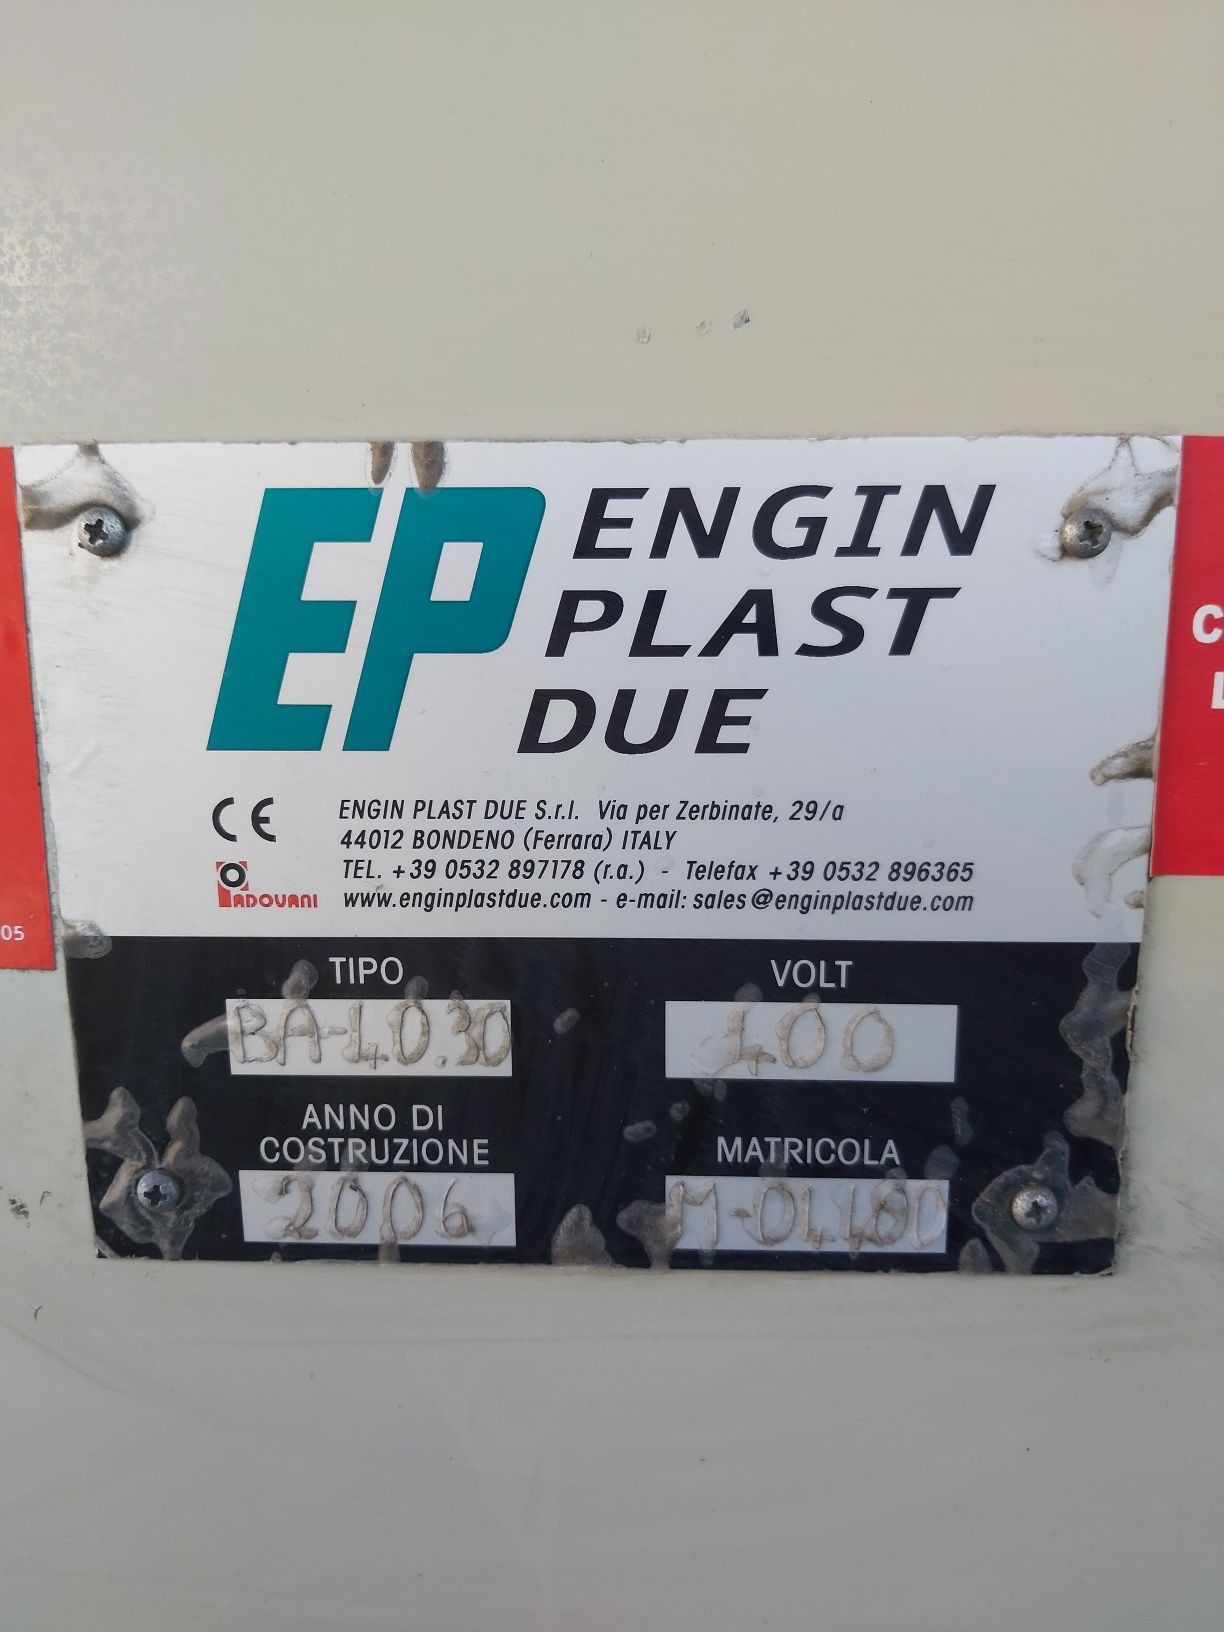 EP ENGIN
PLAST
DUE
CE
ENGIN PLAST DUE S.r.l. Via per Zerbinate, 29/a
44012 BONDENO (Ferrara) ITALY
TEL. +39 0532 897178 (r.a.) - Telefax +39 0532 896365
PADOVANI
www.enginplastdue.com - e-mail: sales@enginplastdue.com
05
C
L
TIPO
BA-40.30
VOLT
400
ANNO DI
COSTRUZIONE
2006
MATRICOLA